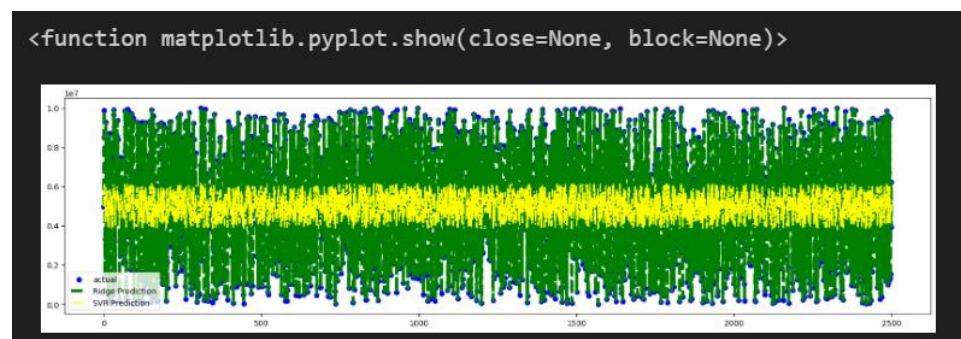 <function matplotlib.pyplot.show(close=None, block=None)>
1e7
1.0
0.8
0.6
0.4
0.2
0.0
actual
Ridge Prediction
SVR Prediction
0 500 1000 1500 2000 2500